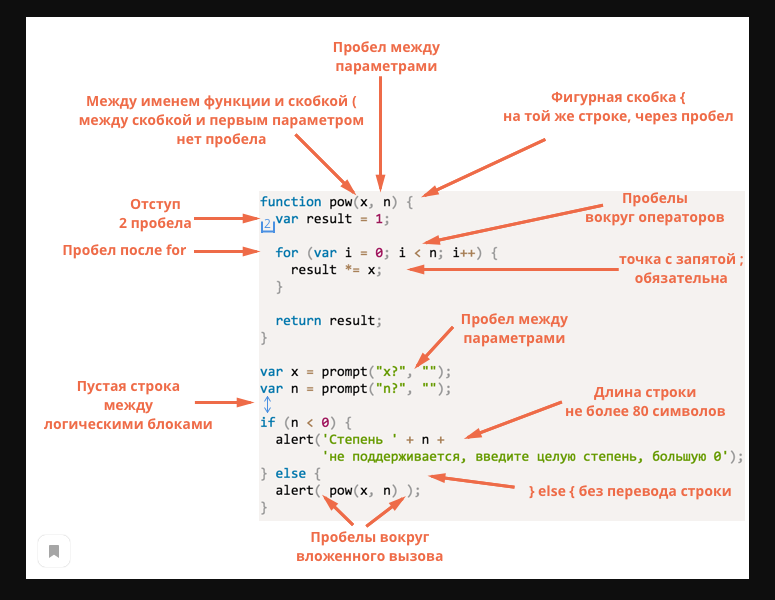 Пробел между
параметрами
Между именем функции и скобкой (
между скобкой и первым параметром
нет пробела
Фигурная скобка {
на той же строке, через пробел
Отступ
2 пробела
Пробел после for
Пробелы
вокруг операторов
точка с запятой ;
обязательна
function pow(x, n) {
2
var result = 1;
for (var i = 0; i < n; i++) {
result *= x;
}
return result;
}
Пробел между
параметрами
var x = prompt("x?", "");
var n = prompt("n?", "");
Пустая строка
между
логическими блоками
Длина строки
не более 80 символов
if (n < 0) {
alert('Степень ' + n +
'не поддерживается, введите целую степень, большую 0');
} else {
alert( pow(x, n) );
}
} else { без перевода строки
Пробелы вокруг
вложенного вызова